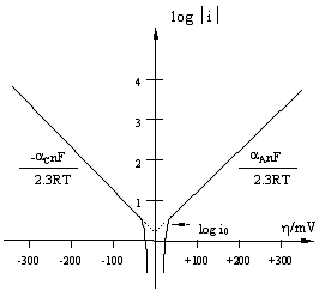 log |i|
4
3
-αCnF
αAnF
2.3RT
2.3RT
2
1
log i0
η/mV
-300
-200
-100
+100
+200
+300